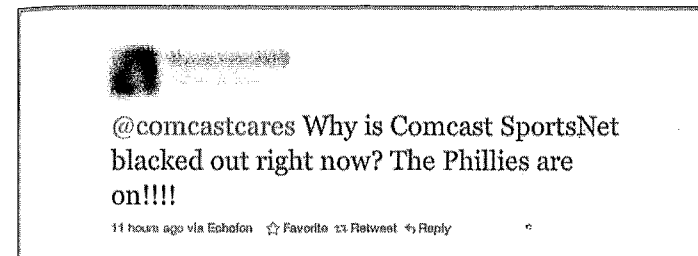 @comcastcares Why is Comcast SportsNet
blacked out right now? The Phillies are
on!!!!
11 hours ago via Echofon Favorite Retweet Reply